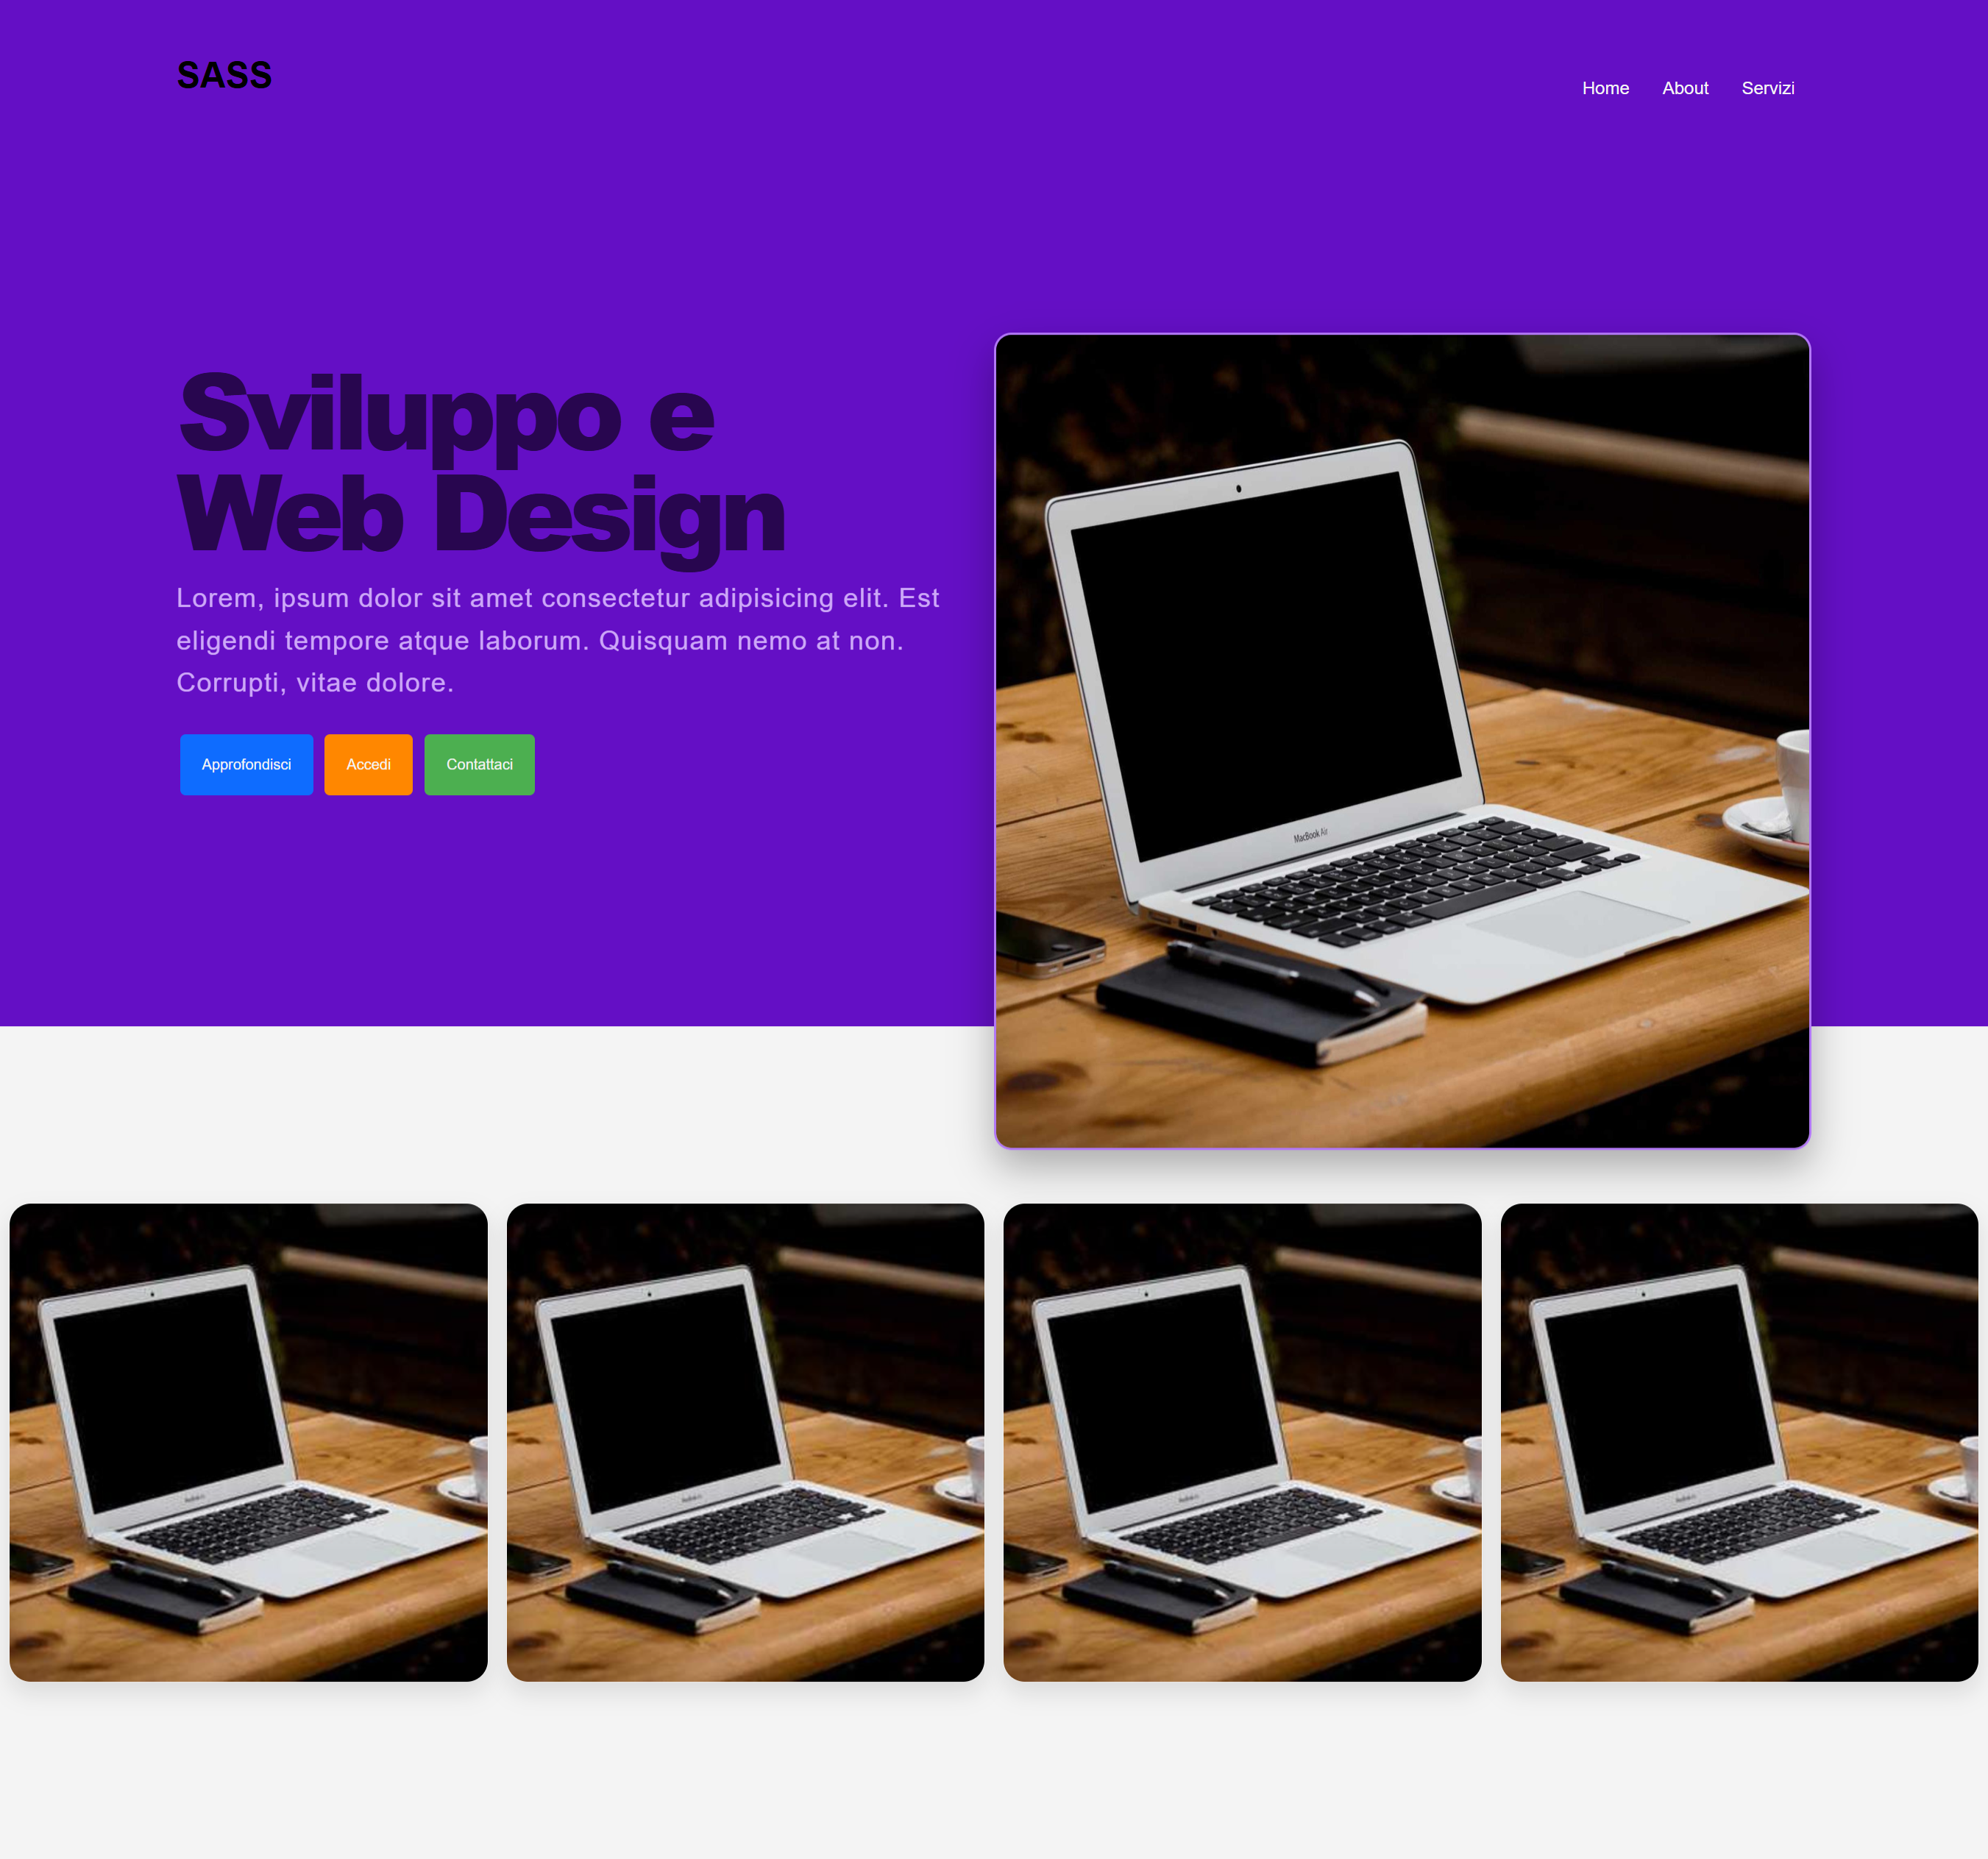 SASS
Home About Servizi
Sviluppo e
Web Design
Lorem, ipsum dolor sit amet consectetur adipisicing elit. Est
eligendi tempore atque laborum. Quisquam nemo at non.
Corrupti, vitae dolore.
Approfondisci Accedi Contattaci
MacBook Air